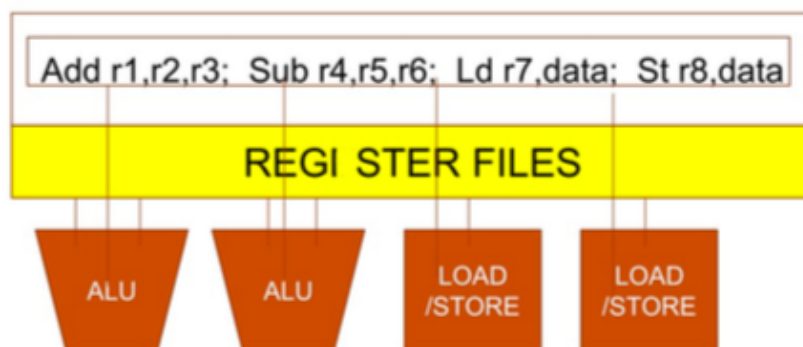 Add r1,r2,r3; Sub r4,r5,r6; Ld r7,data; St r8,data
REGI STER FILES
ALU
ALU
LOAD
/STORE
LOAD
/STORE